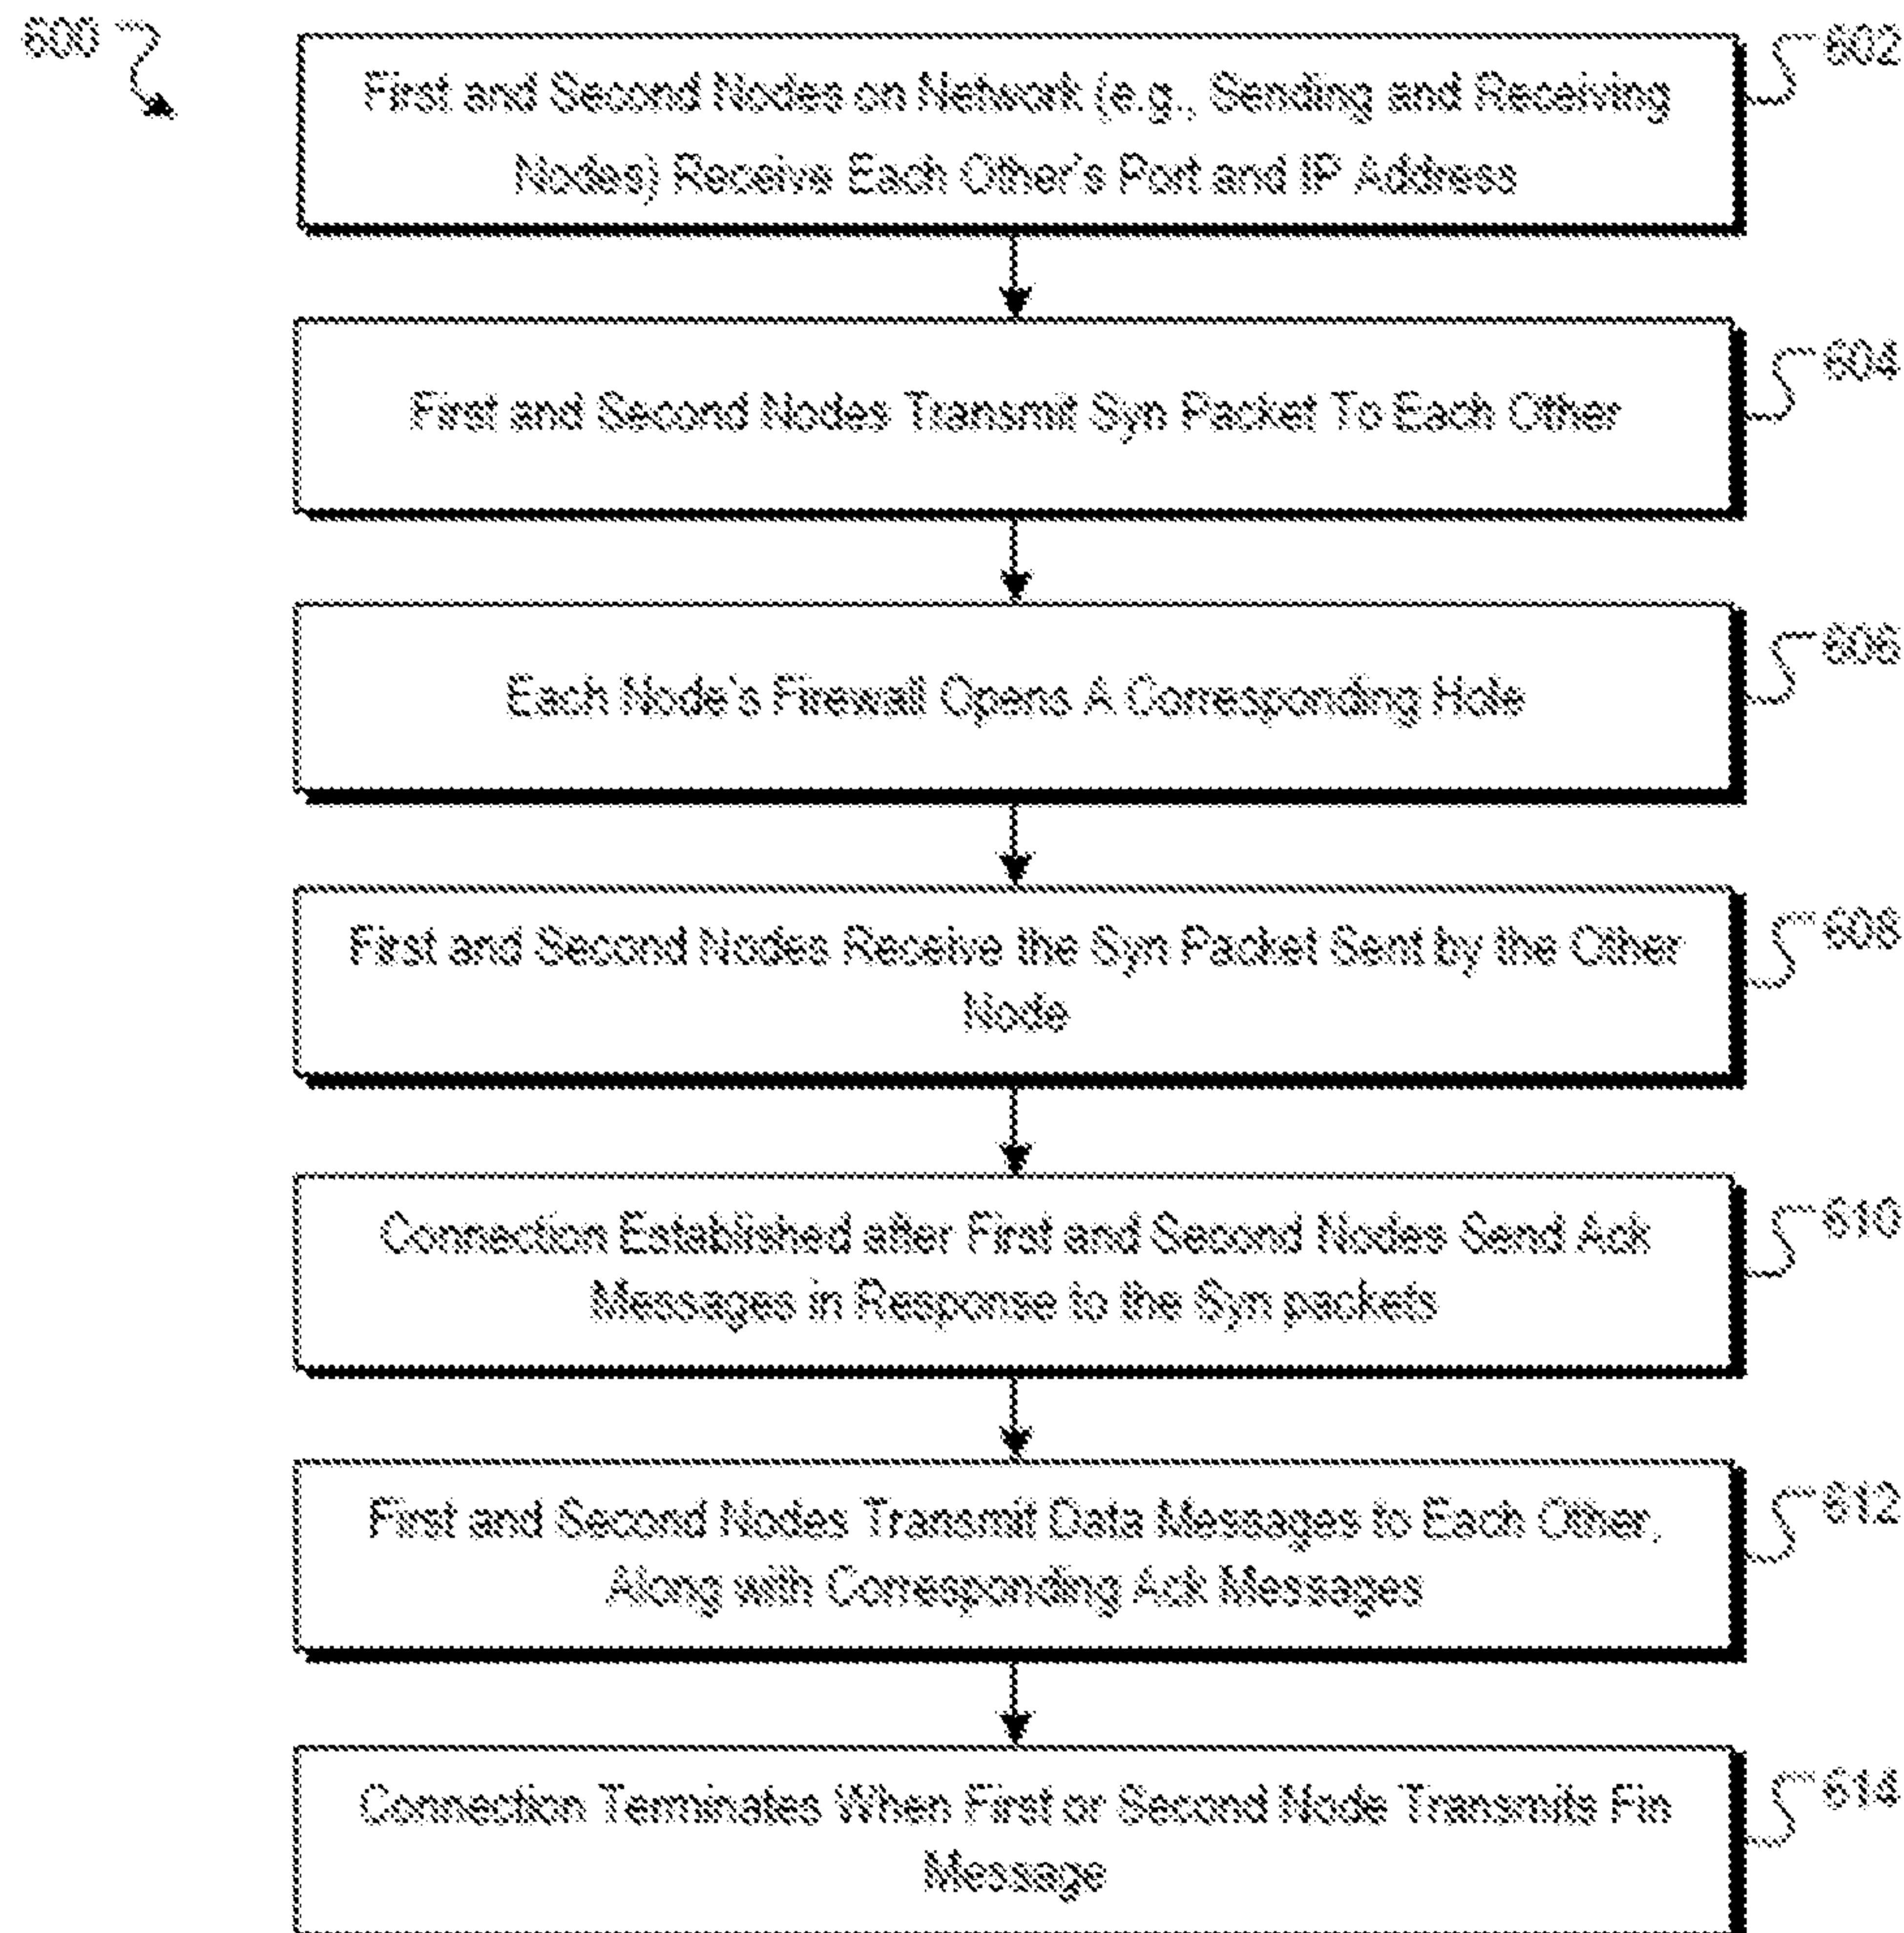 600
602
First and Second Nodes on Network (e.g., Sending and Receiving
Nodes) Receive Each Other's Port and IP Address
604
First and Second Nodes Transmit Syn Packet To Each Other
606
Each Node's Firewall Opens A Corresponding Hole
608
First and Second Nodes Receive the Syn Packet Sent by the Other
Node
610
Connection Established after First and Second Nodes Send Ack
Messages in Response to the Syn packets
612
First and Second Nodes Transmit Data Messages to Each Other,
Along with Corresponding Ack Messages
614
Connection Terminates When First or Second Node Transmits Fin
Message